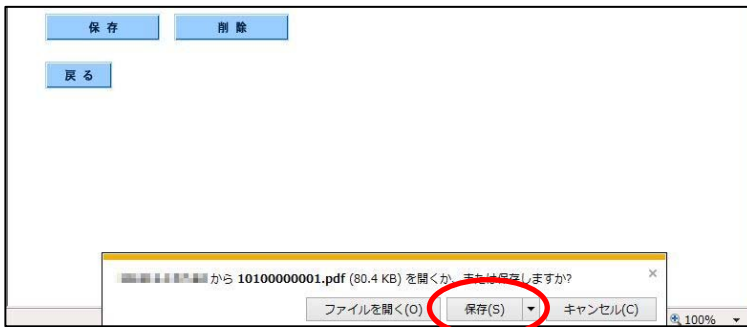 保 存 削 除
戻 る
から 10100000001.pdf (80.4 KB) を開くか、または保存しますか?
ファイルを開く(O) 保存(S) キャンセル(C)
100%